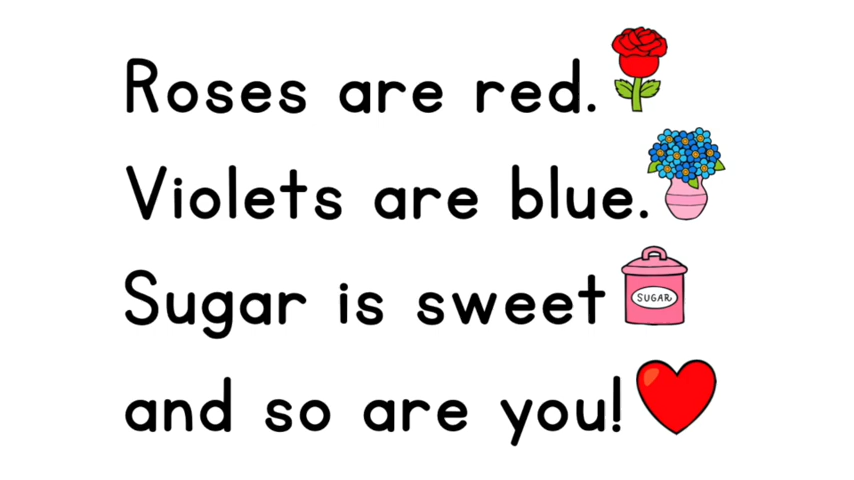 Roses are red.
Violets are blue.
Sugar is sweet
SUGAR
and so are you!